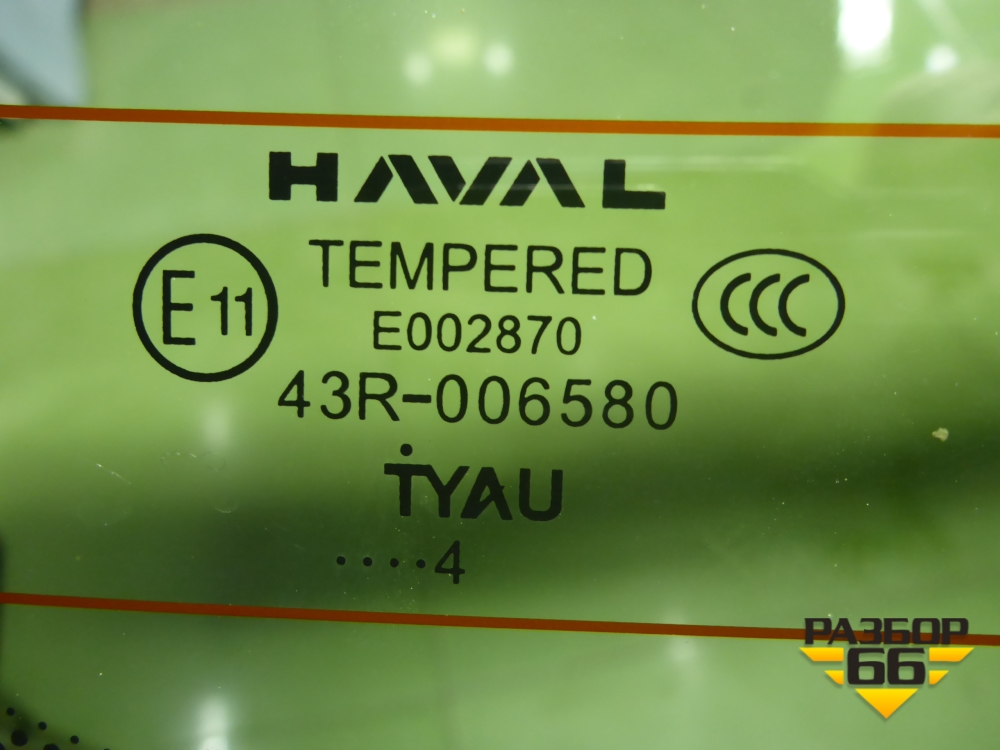 HAVAL
TEMPERED
E11
E002870
CCC
43R-006580
TYAU
....4
РАЗБОР
66